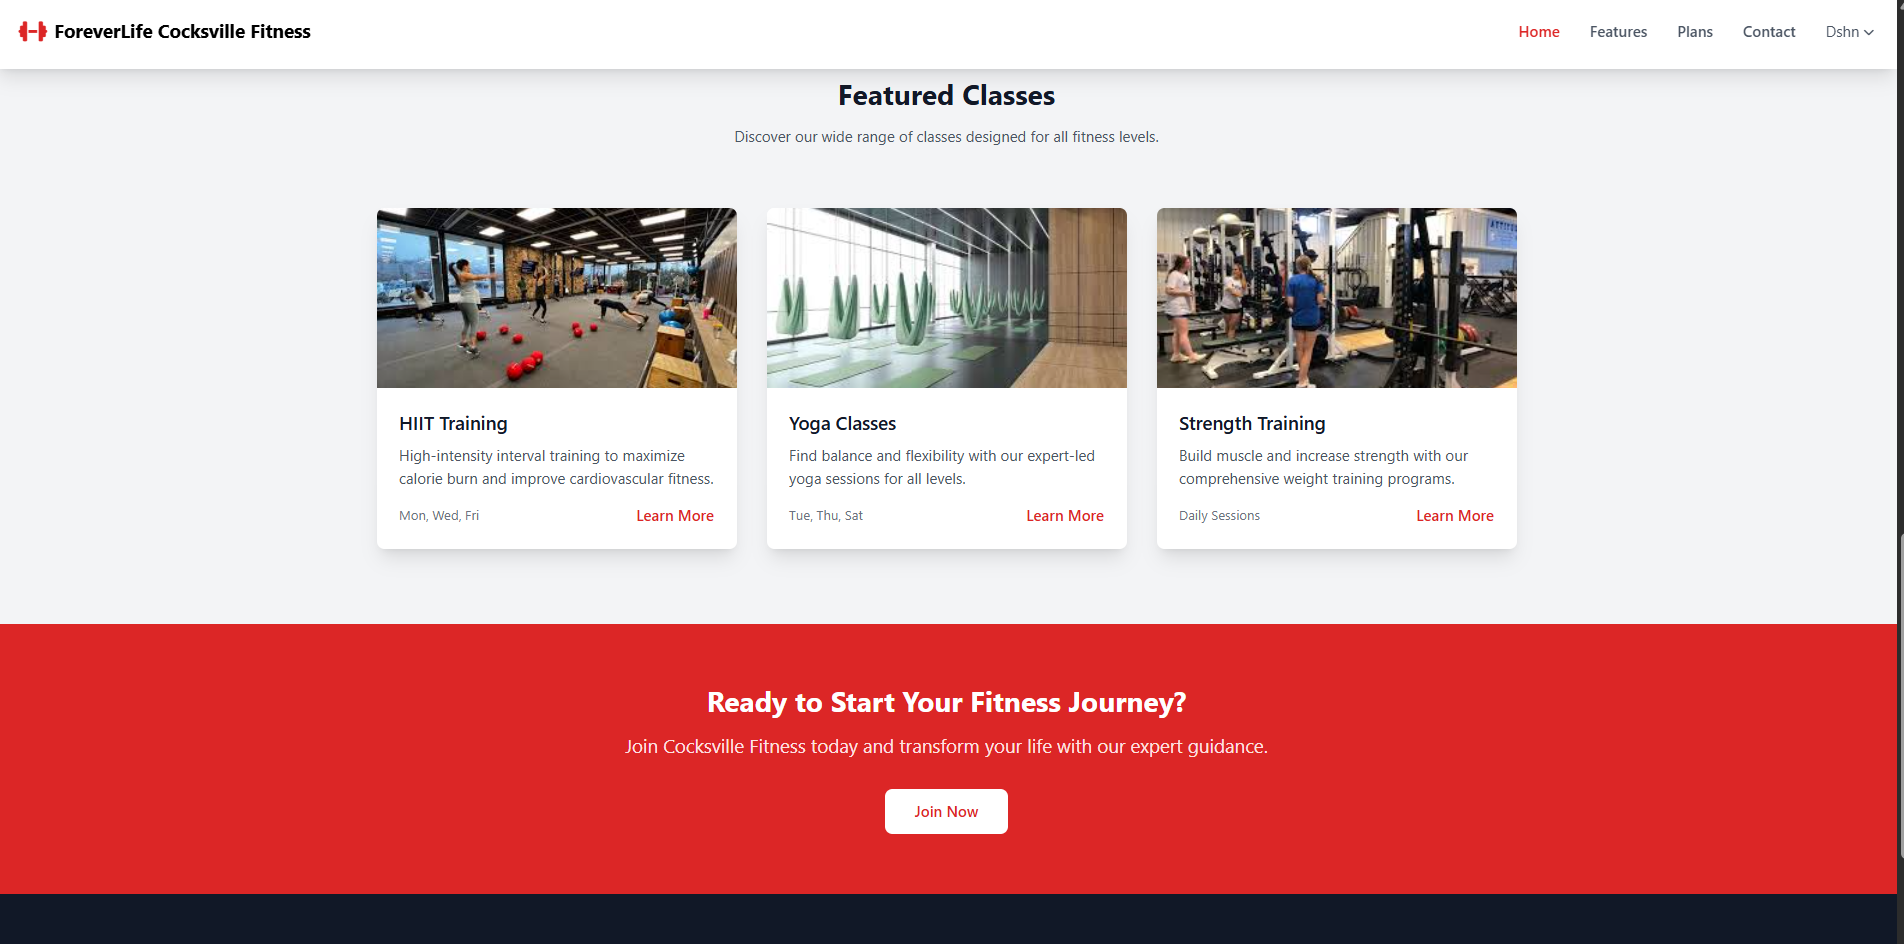 ForeverLife Cocksville Fitness
Home
Features
Plans
Contact
Dshn
Featured Classes
Discover our wide range of classes designed for all fitness levels.
HIIT Training
High-intensity interval training to maximize
calorie burn and improve cardiovascular fitness.
Mon, Wed, Fri
Learn More
Yoga Classes
Find balance and flexibility with our expert-led
yoga sessions for all levels.
Tue, Thu, Sat
Learn More
Strength Training
Build muscle and increase strength with our
comprehensive weight training programs.
Daily Sessions
Learn More
Ready to Start Your Fitness Journey?
Join Cocksville Fitness today and transform your life with our expert guidance.
Join Now